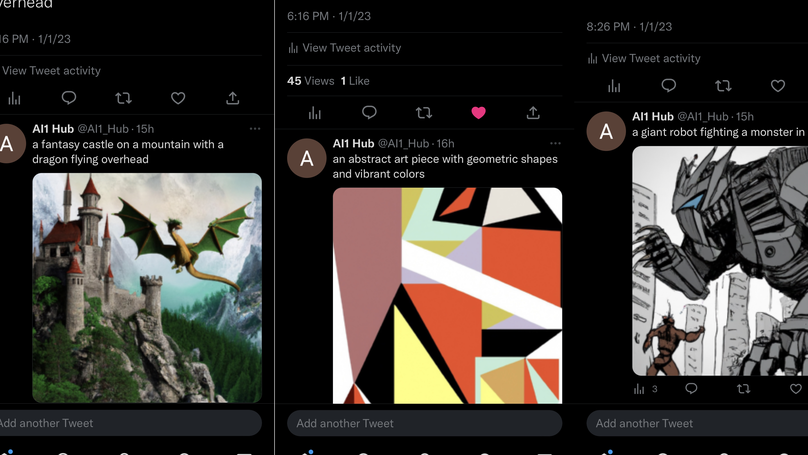 verhead
16 PM · 1/1/23
View Tweet activity
A
AI1 Hub @AI1_Hub · 15h
a fantasy castle on a mountain with a
dragon flying overhead
Add another Tweet
6:16 PM · 1/1/23
View Tweet activity
45 Views 1 Like
A
AI1 Hub @AI1_Hub · 16h
an abstract art piece with geometric shapes
and vibrant colors
Add another Tweet
8:26 PM · 1/1/23
View Tweet activity
A
AI1 Hub @AI1_Hub · 15h
a giant robot fighting a monster in
3
Add another Tweet